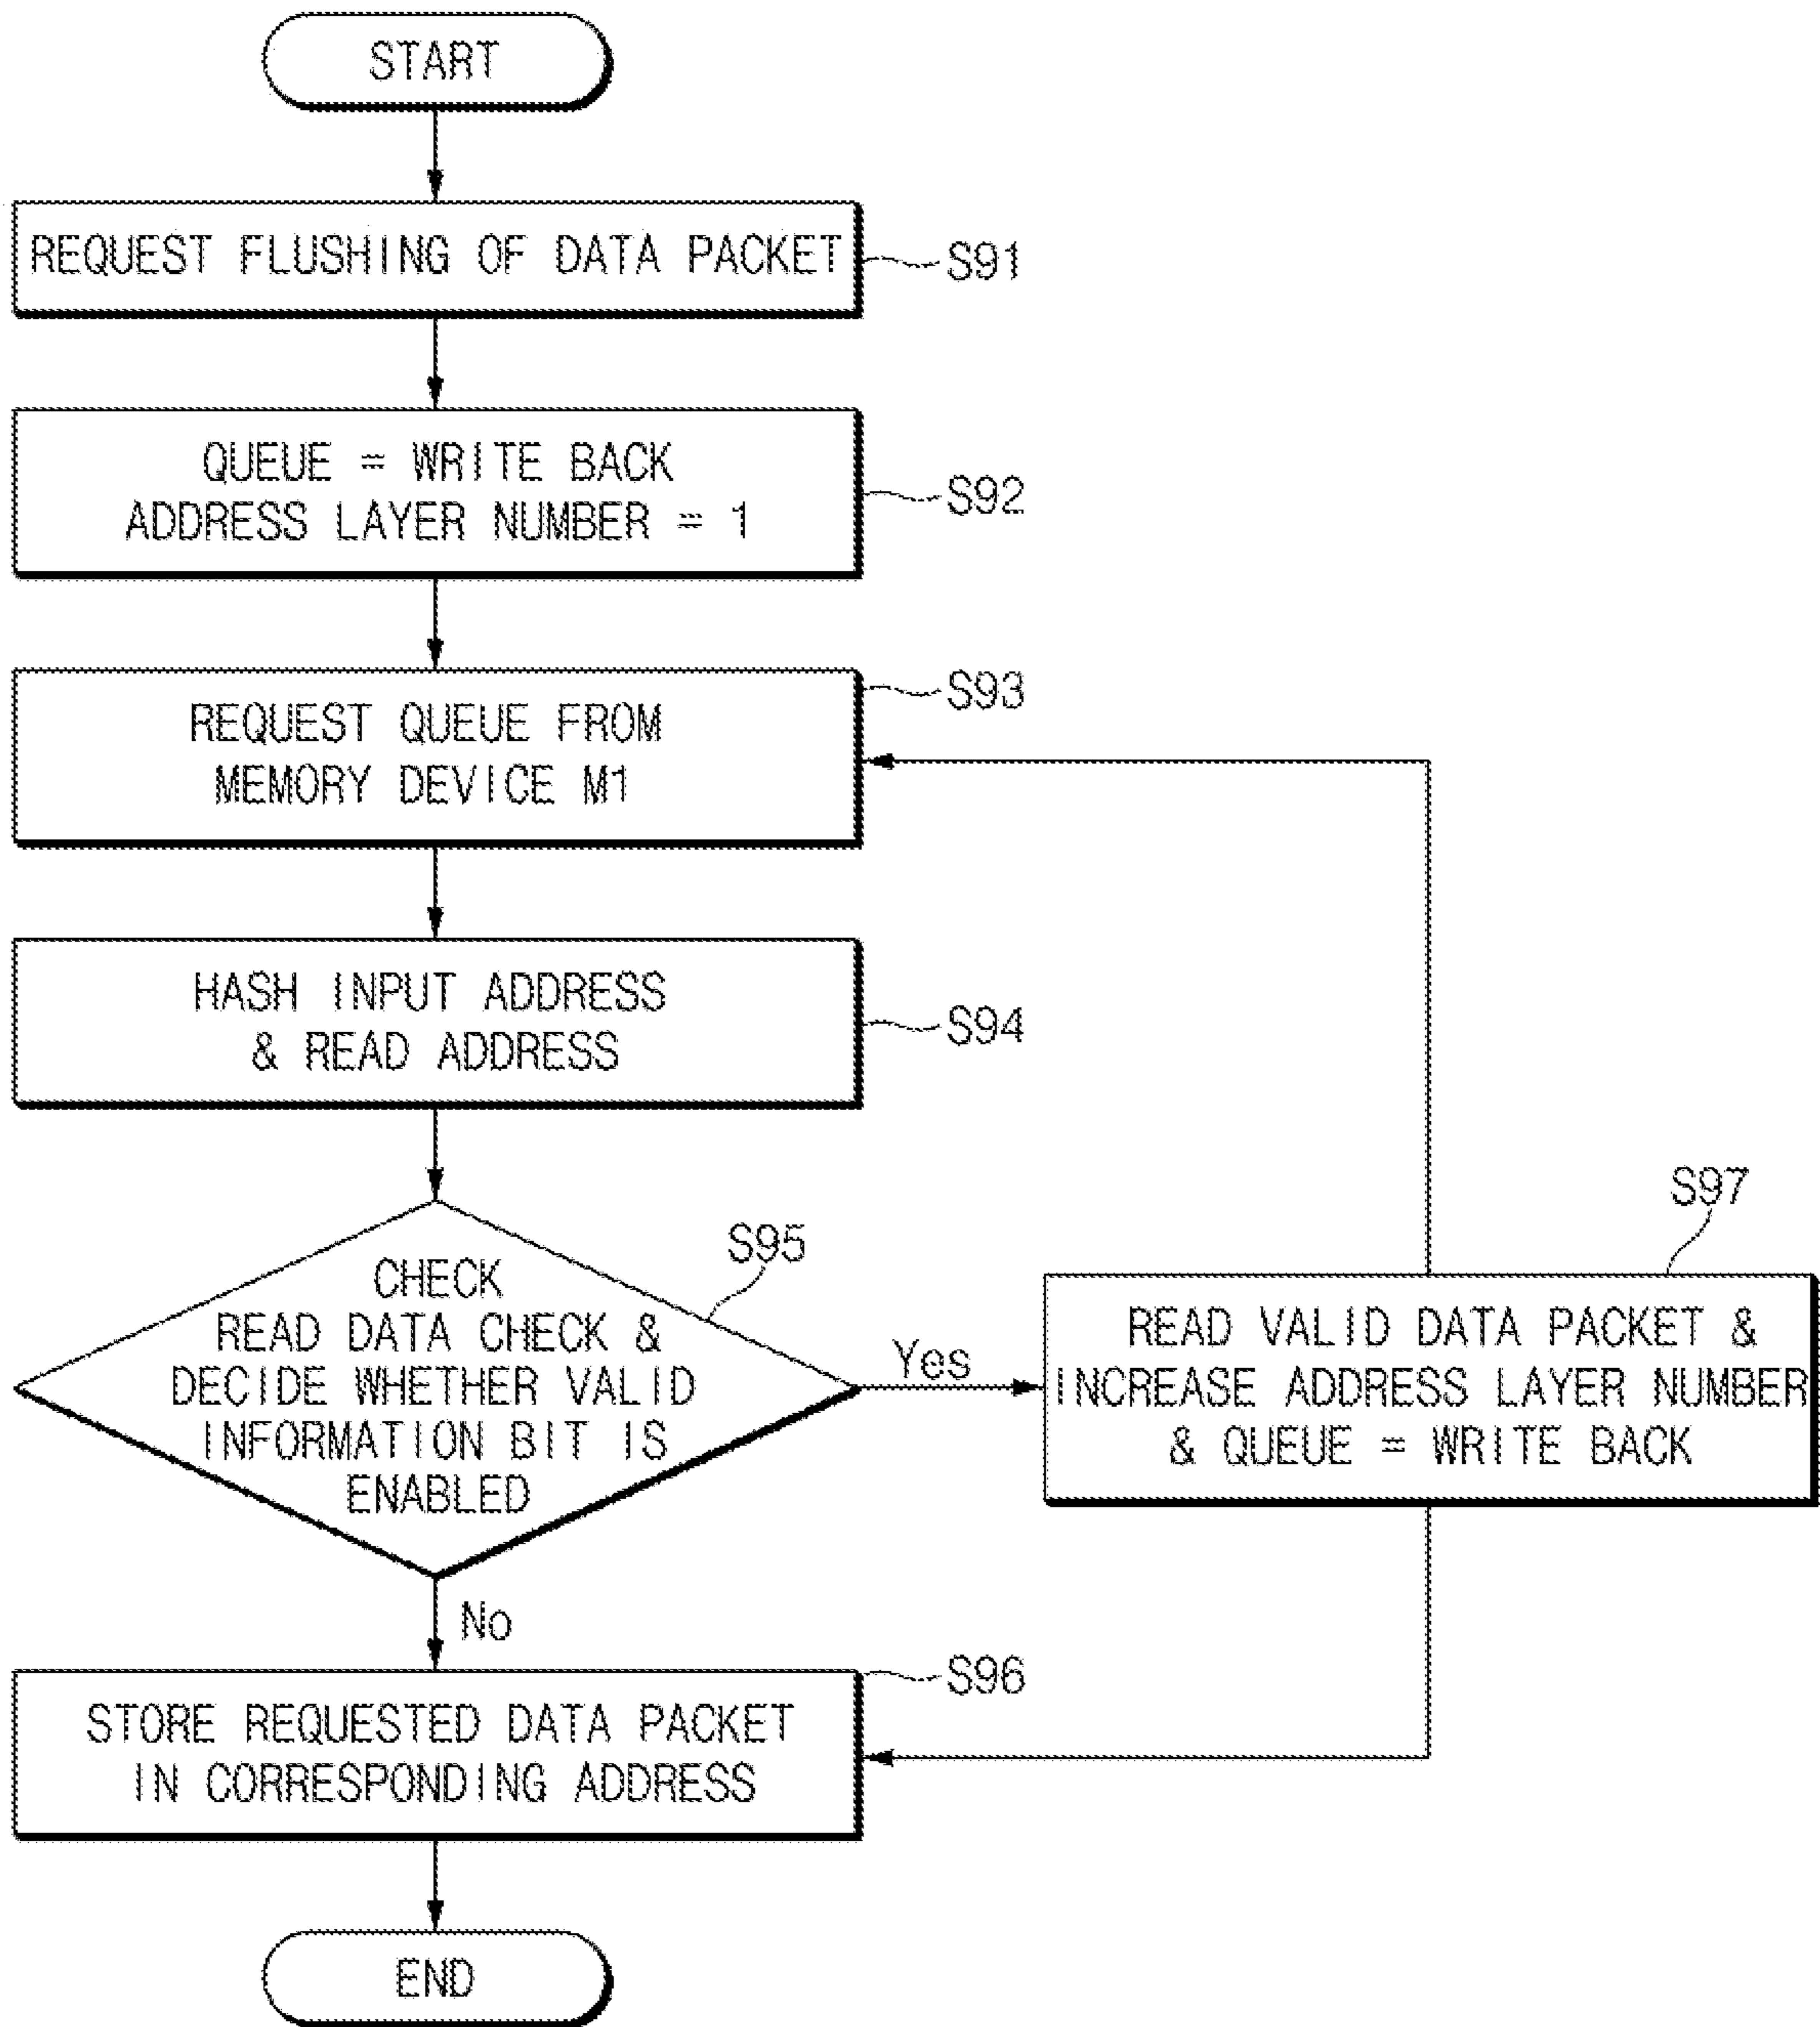 START
REQUEST FLUSHING OF DATA PACKET
S91
QUEUE = WRITE BACK
ADDRESS LAYER NUMBER = 1
S92
REQUEST QUEUE FROM
MEMORY DEVICE M1
S93
HASH INPUT ADDRESS
& READ ADDRESS
S94
CHECK
READ DATA CHECK &
DECIDE WHETHER VALID
INFORMATION BIT IS
ENABLED
S95
Yes
S97
READ VALID DATA PACKET &
INCREASE ADDRESS LAYER NUMBER
& QUEUE = WRITE BACK
No
STORE REQUESTED DATA PACKET
IN CORRESPONDING ADDRESS
S96
END